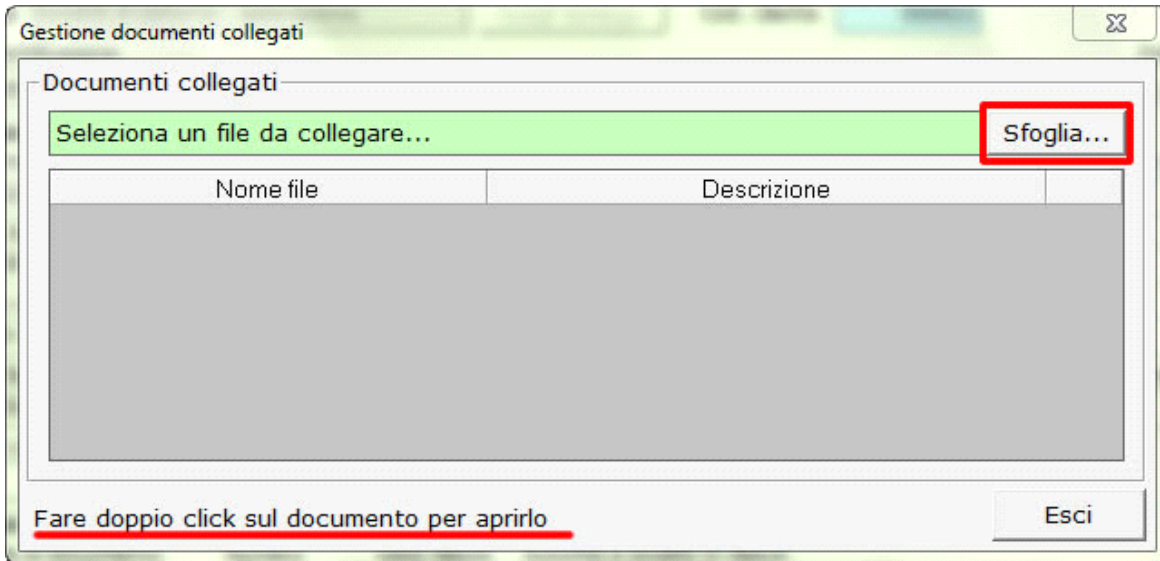 Gestione documenti collegati
Documenti collegati
Seleziona un file da collegare... Sfoglia...
Nome file Descrizione
Fare doppio click sul documento per aprirlo Esci